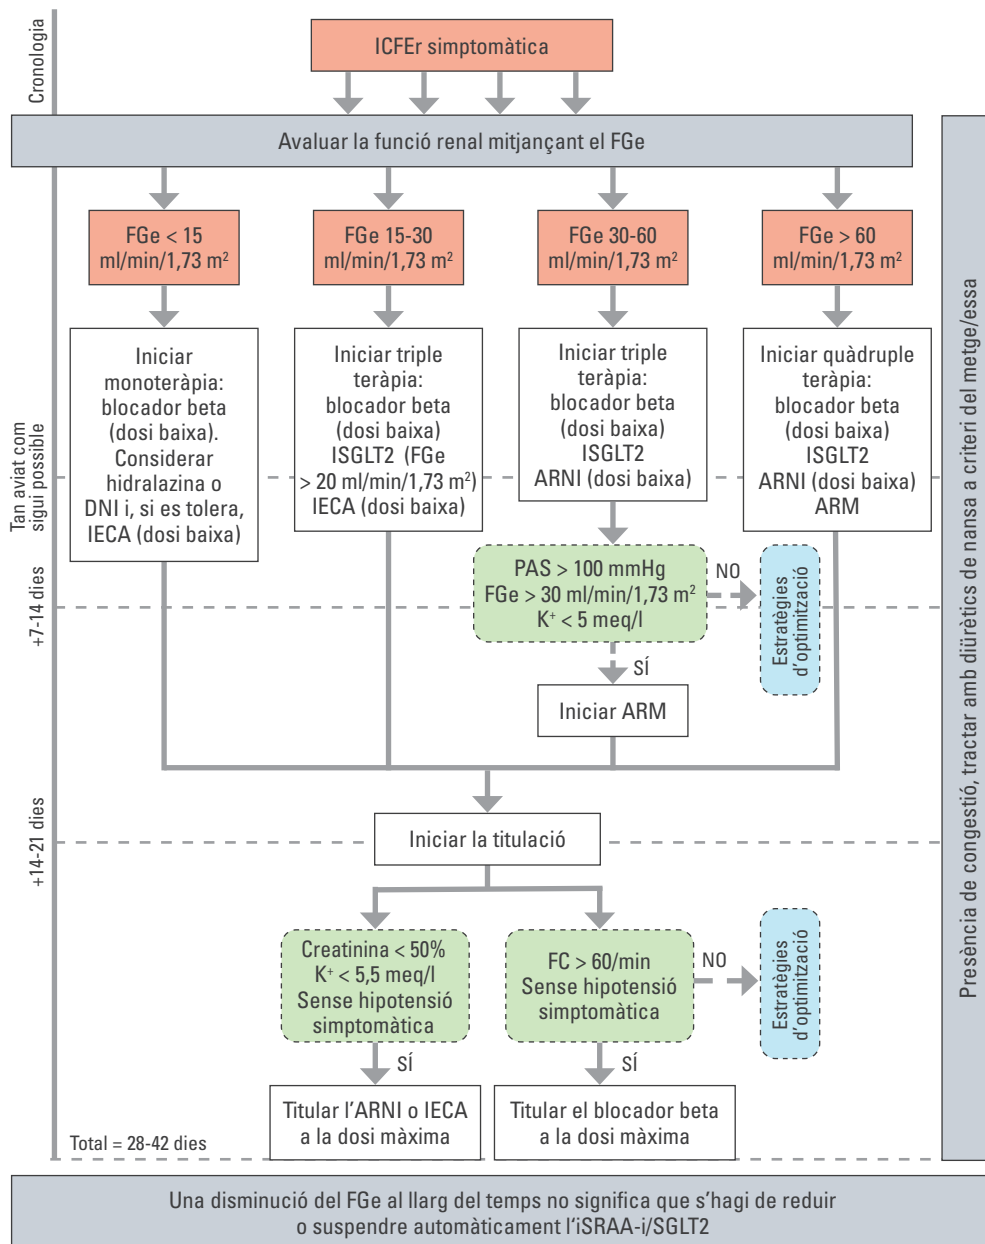 Cronologia
ICFEr simptomàtica
Avaluar la funció renal mitjançant el FGe
FGe < 15
ml/min/1,73 m²
FGe 15-30
ml/min/1,73 m²
FGe 30-60
ml/min/1,73 m²
FGe > 60
ml/min/1,73 m²
Tan aviat com
sigui possible
Iniciar
monoteràpia:
blocador beta
(dosi baixa).
Considerar
hidralazina o
DNI i, si es tolera,
IECA (dosi baixa)
Iniciar triple
teràpia:
blocador beta
(dosi baixa)
ISGLT2 (FGe
> 20 ml/min/1,73 m²)
IECA (dosi baixa)
Iniciar triple
teràpia:
blocador beta
(dosi baixa)
ISGLT2
ARNI (dosi baixa)
Iniciar quàdruple
teràpia:
blocador beta
(dosi baixa)
ISGLT2
ARNI (dosi baixa)
ARM
+7-14 dies
PAS > 100 mmHg
FGe > 30 ml/min/1,73 m²
K⁺ < 5 meq/l
NO
Estratègies
d'optimització
SÍ
Iniciar ARM
+14-21 dies
Iniciar la titulació
Creatinina < 50%
K⁺ < 5,5 meq/l
Sense hipotensió
simptomàtica
FC > 60/min
Sense hipotensió
simptomàtica
NO
Estratègies
d'optimització
SÍ
SÍ
Titular l'ARNI o IECA
a la dosi màxima
Titular el blocador beta
a la dosi màxima
Total = 28-42 dies
Presència de congestió, tractar amb diürètics de nansa a criteri del metge/essa
Una disminució del FGe al llarg del temps no significa que s'hagi de reduir
o suspendre automàticament l'iSRAA-i/SGLT2